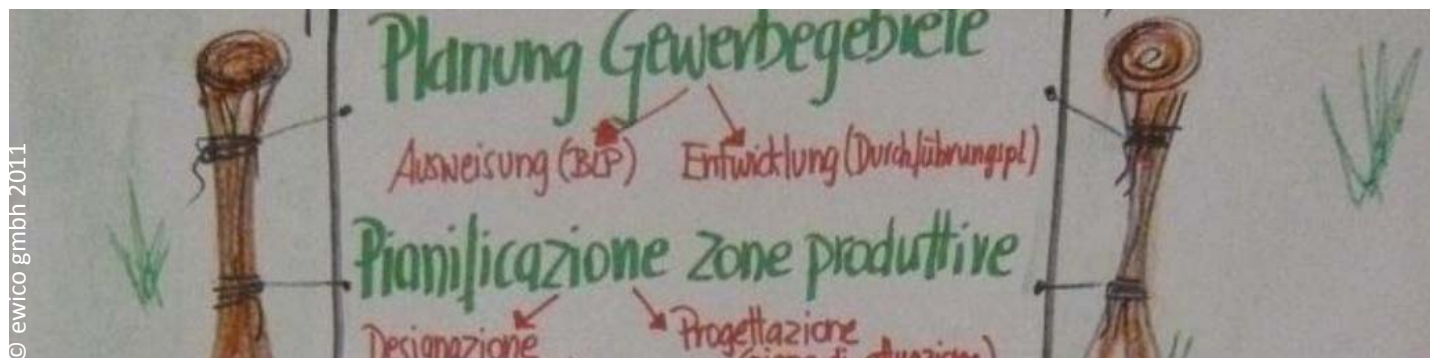 Planung Gewerbegebiete
Ausweisung (BLP) Entwicklung (Durchführungspl.)
Pianificazione zone produttive
Designazione Progettazione
© ewico gmbh 2011